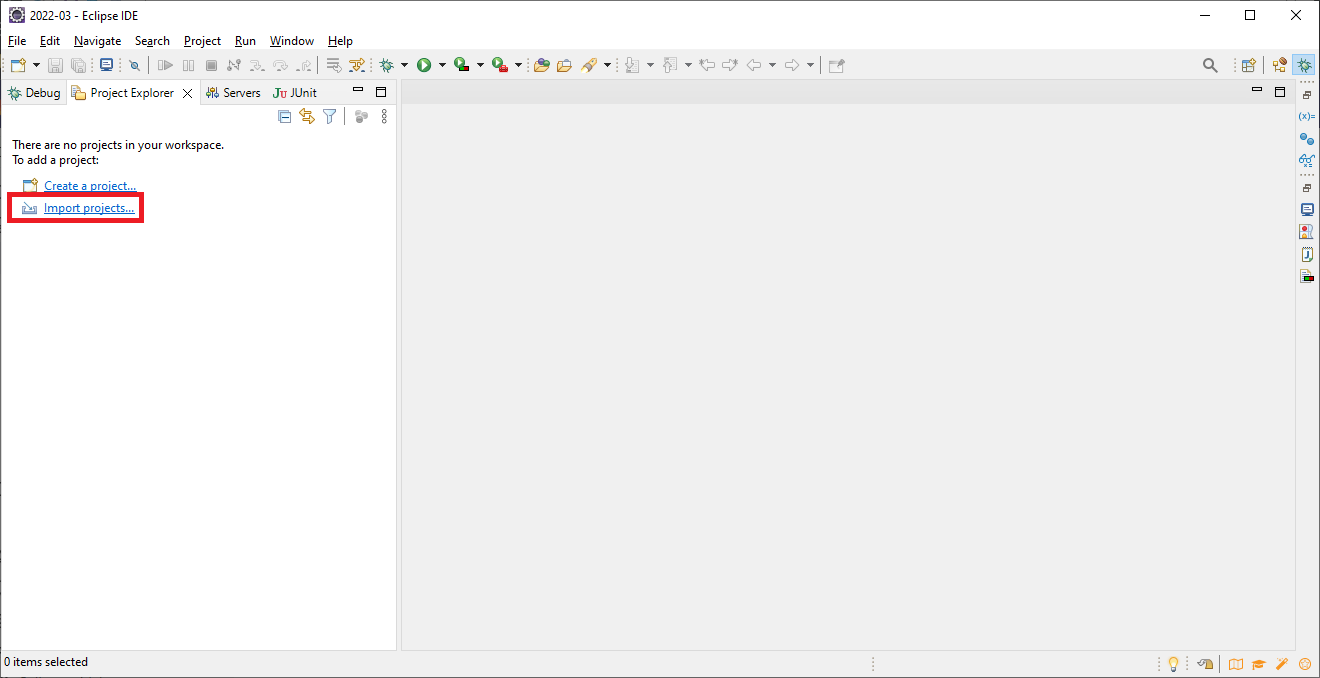 2022-03 - Eclipse IDE
File Edit Navigate Search Project Run Window Help
Debug Project Explorer Servers JUnit
There are no projects in your workspace.
To add a project:
Create a project...
Import projects...
0 items selected